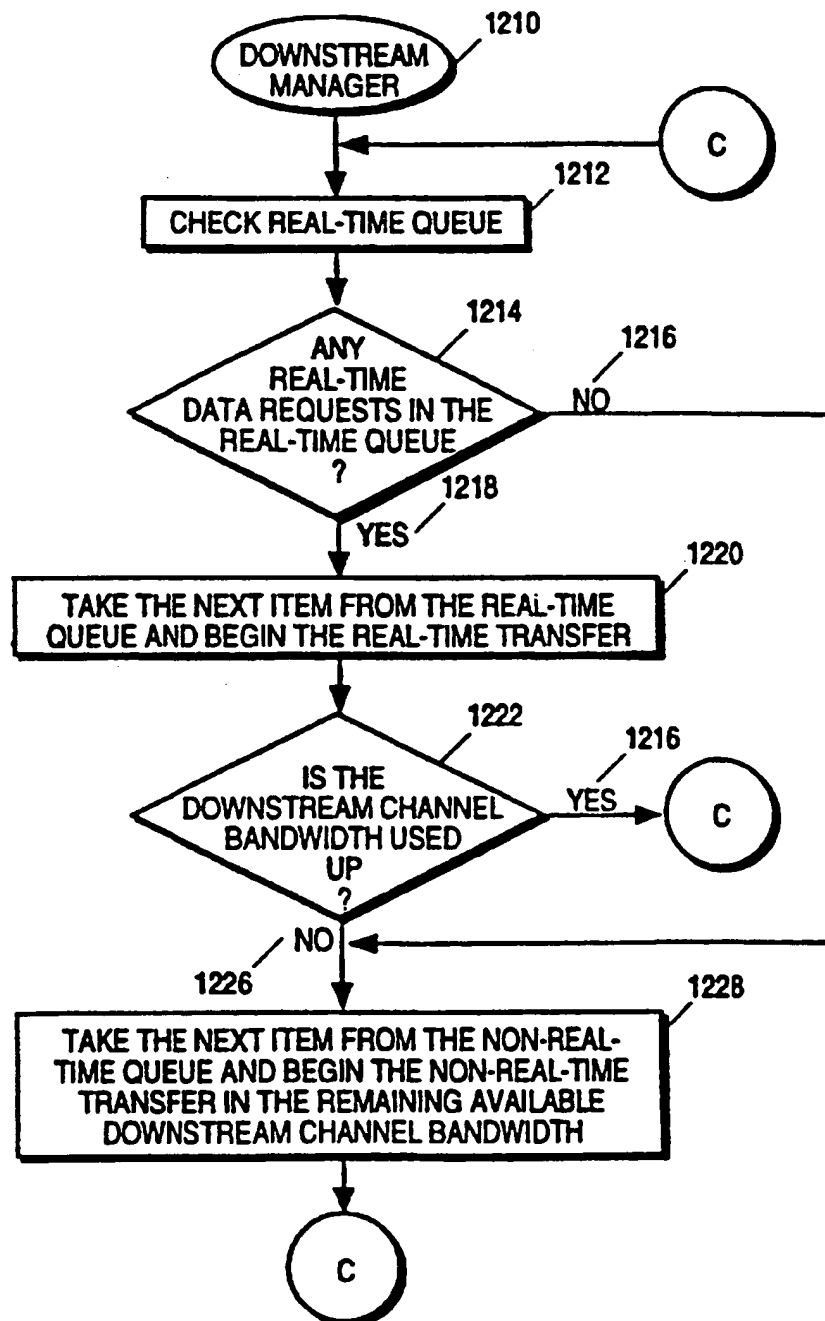 1210
DOWNSTREAM
MANAGER
C
1212
CHECK REAL-TIME QUEUE
1214
ANY
REAL-TIME
DATA REQUESTS IN THE
REAL-TIME QUEUE
?
1216
NO
1218
YES
1220
TAKE THE NEXT ITEM FROM THE REAL-TIME
QUEUE AND BEGIN THE REAL-TIME TRANSFER
1222
IS THE
DOWNSTREAM CHANNEL
BANDWIDTH USED
UP
?
1216
YES
C
NO
1226
1228
TAKE THE NEXT ITEM FROM THE NON-REAL-
TIME QUEUE AND BEGIN THE NON-REAL-TIME
TRANSFER IN THE REMAINING AVAILABLE
DOWNSTREAM CHANNEL BANDWIDTH
C